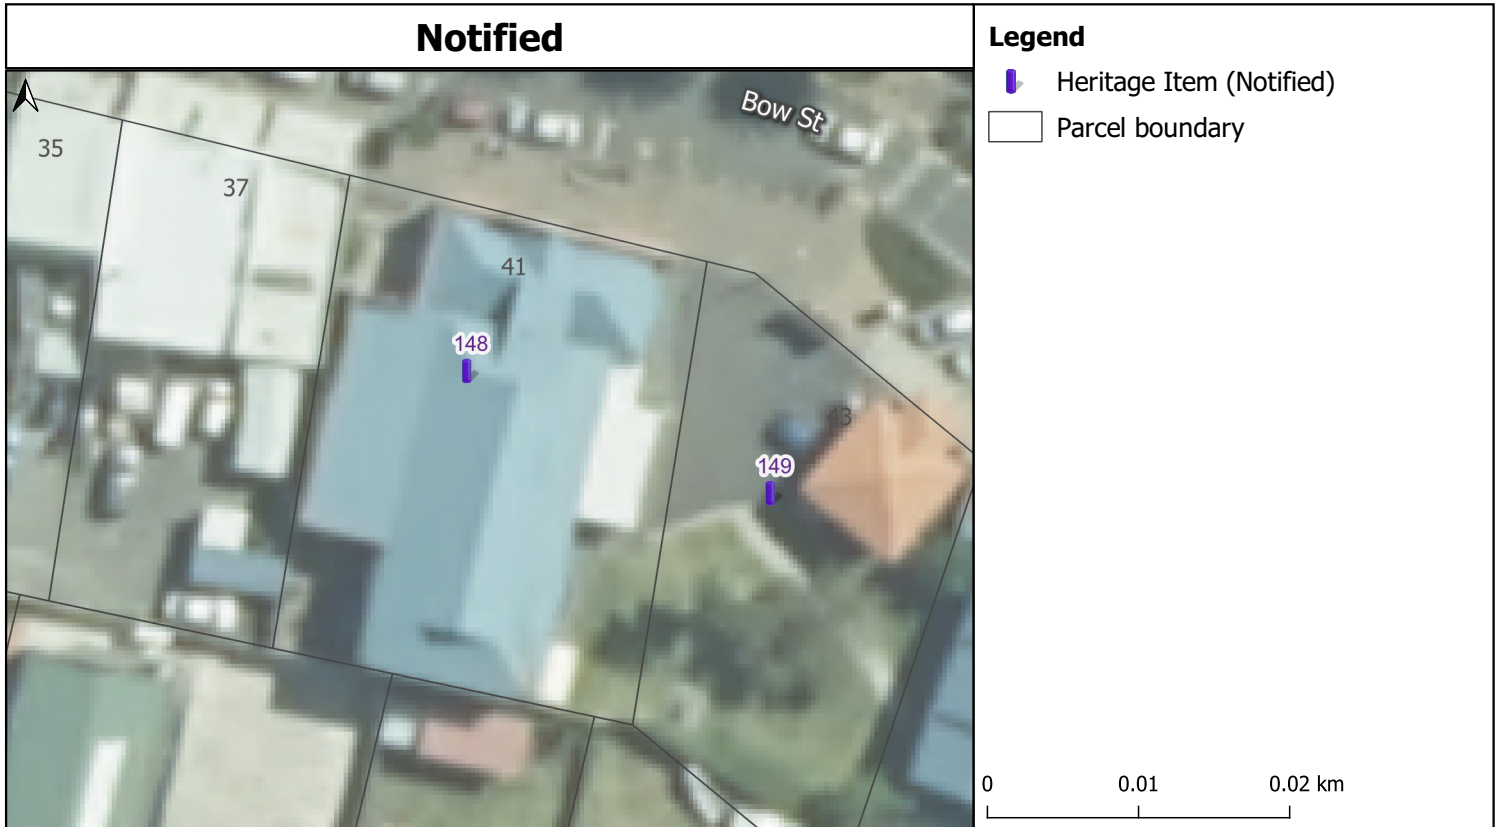 Notified
Legend
Heritage Item (Notified)
Parcel boundary
Bow St
35
37
41
148
43
149
0 0.01 0.02 km